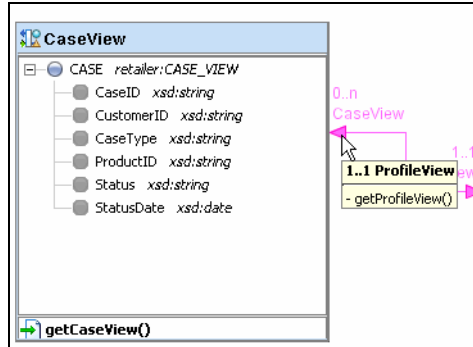 CaseView
CASE retailer:CASE_VIEW
CaseID xsd:string
CustomerID xsd:string
CaseType xsd:string
ProductID xsd:string
Status xsd:string
StatusDate xsd:date
getCaseView()
0..n
CaseView
1..1
1..1 ProfileView
- getProfileView()